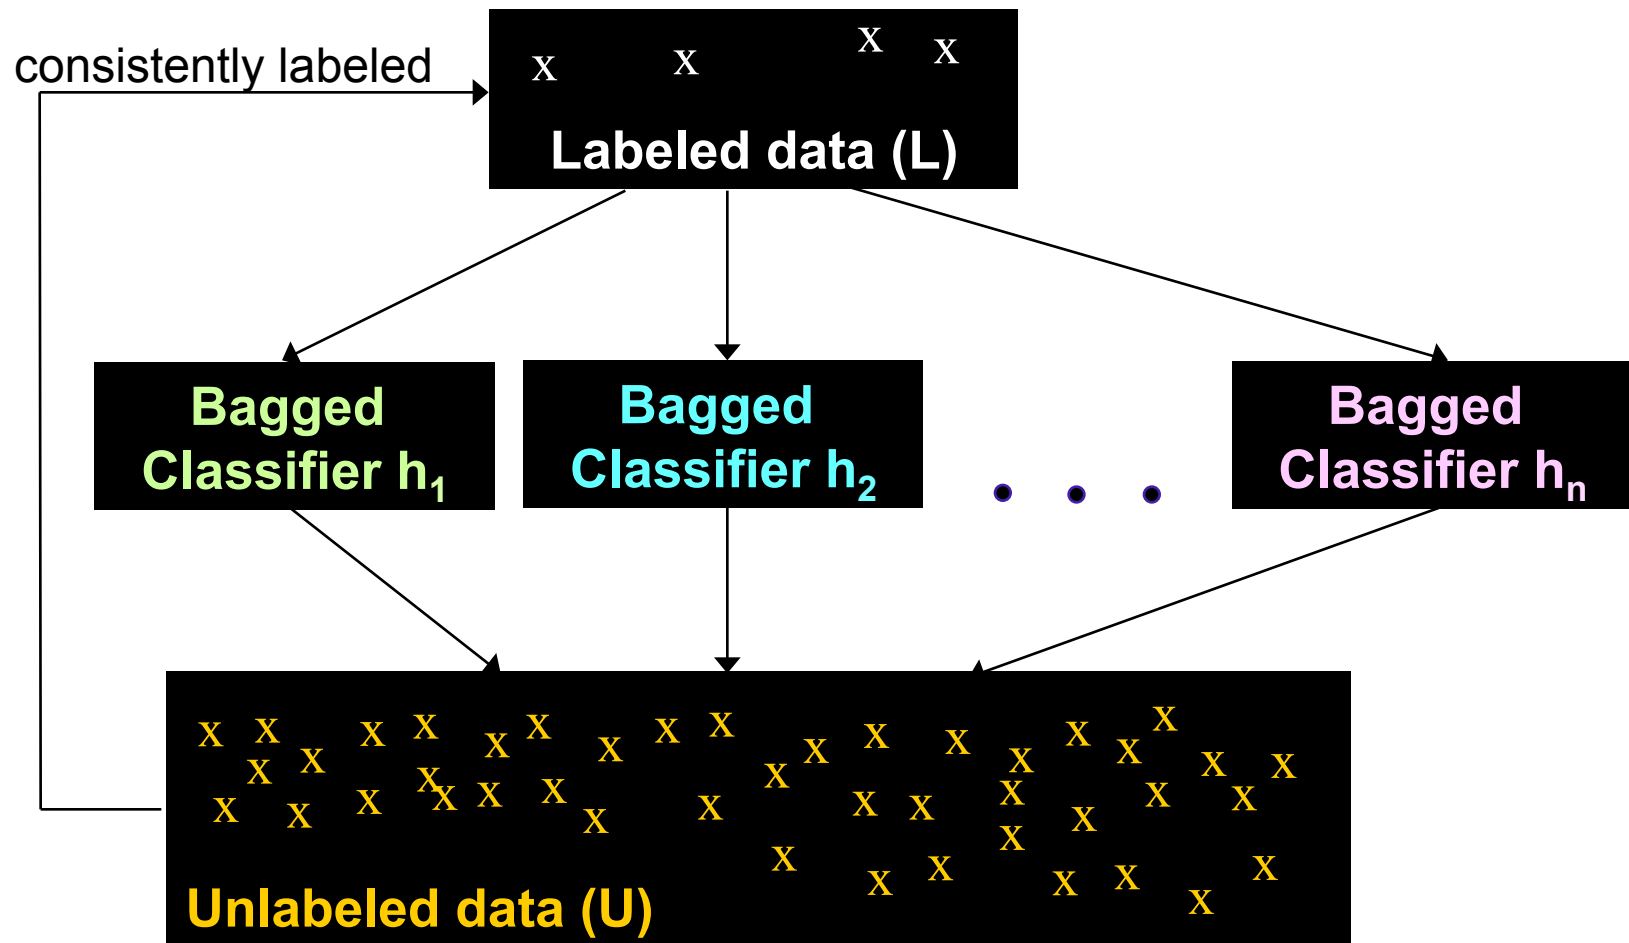 consistently labeled
x x x x
Labeled data (L)
Bagged
Classifier h₁
Bagged
Classifier h₂
. . .
Bagged
Classifier hₙ
x x x x x x x x x x x x x x x x
x x x x x x x x x x x x x x x x
x x x x x x x x x x x x x x
Unlabeled data (U)